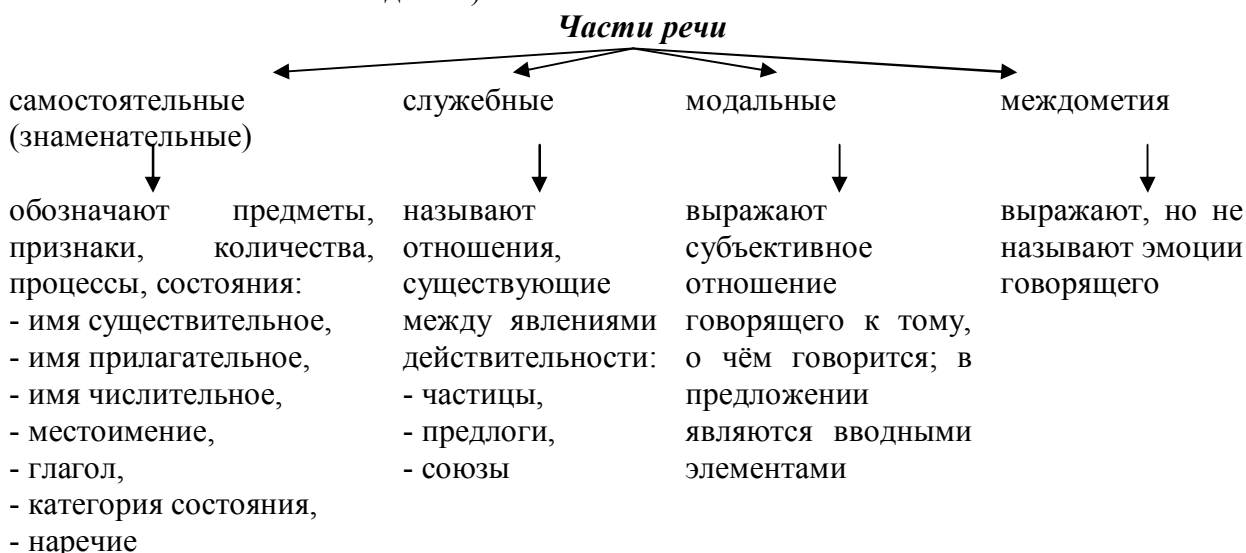 Части речи
самостоятельные
(знаменательные)
обозначают предметы,
признаки, количества,
процессы, состояния:
- имя существительное,
- имя прилагательное,
- имя числительное,
- местоимение,
- глагол,
- категория состояния,
- наречие
служебные
называют
отношения,
существующие
между явлениями
действительности:
- частицы,
- предлоги,
- союзы
модальные
выражают
субъективное
отношение
говорящего к тому,
о чём говорится; в
предложении
являются вводными
элементами
междометия
выражают, но не
называют эмоции
говорящего